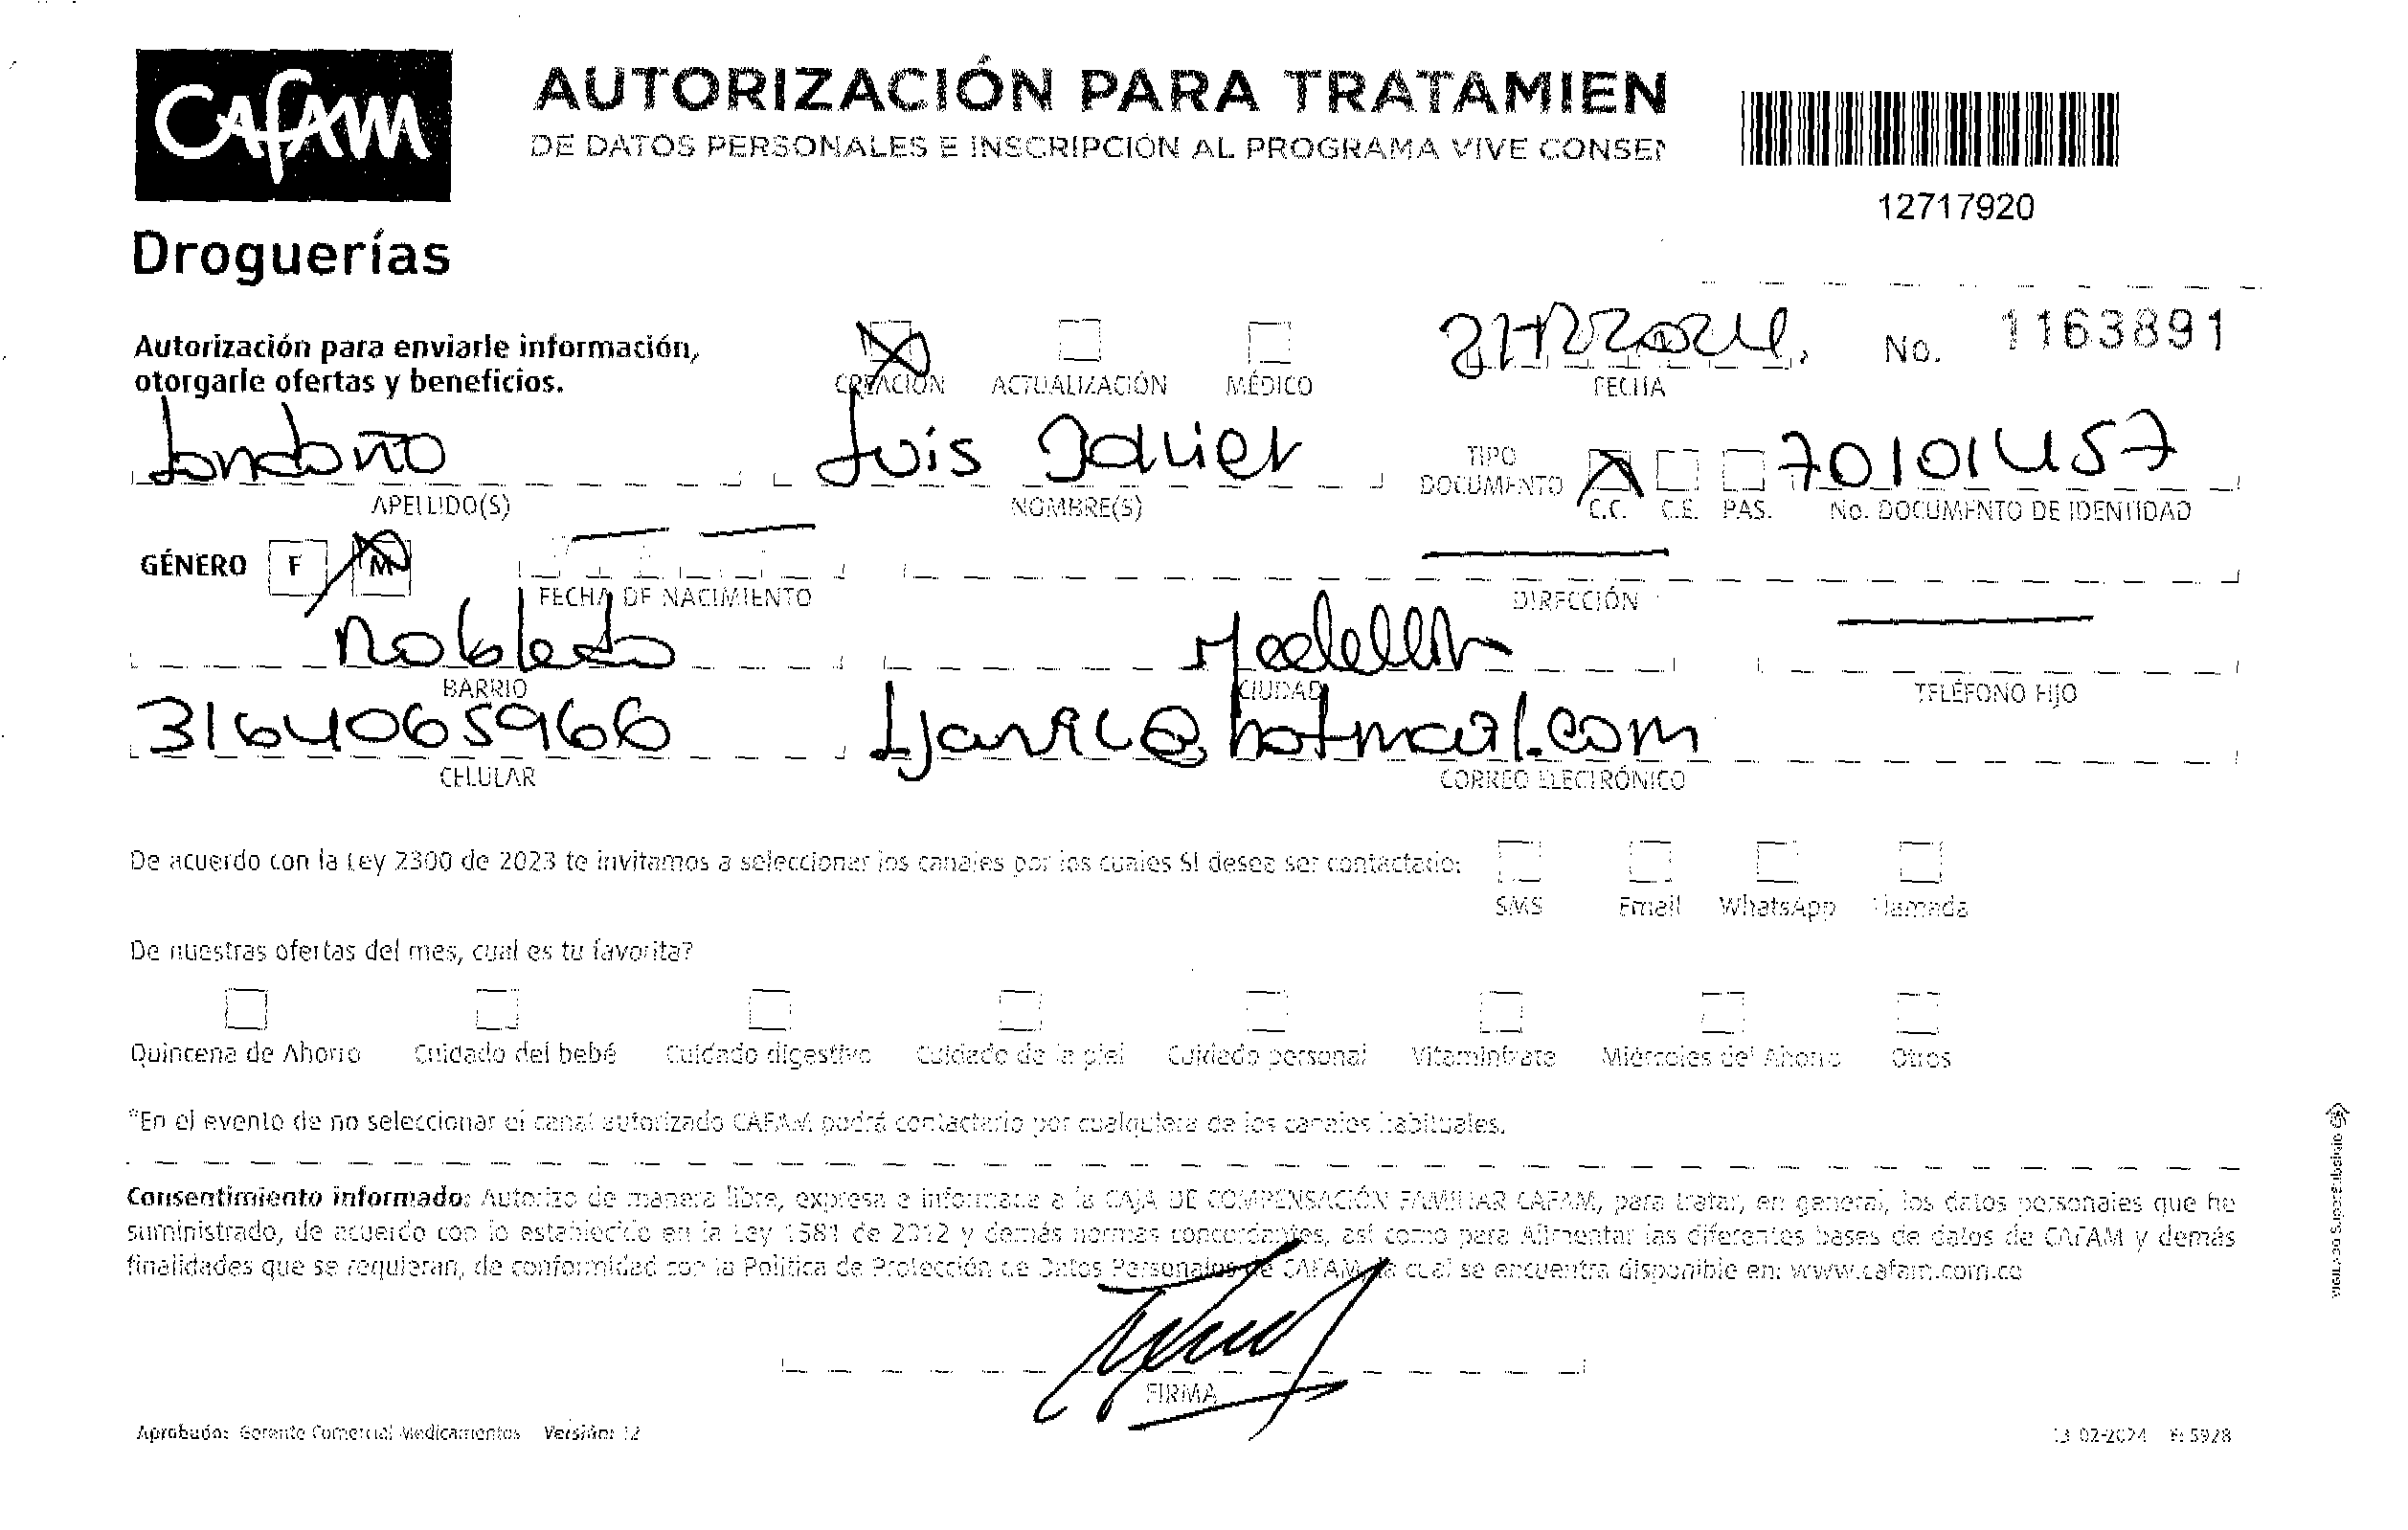 Cafam
AUTORIZACIÓN PARA TRATAMIEN
DE DATOS PERSONALES E INSCRIPCIÓN AL PROGRAMA VIVE CONSEN
12717920
Droguerías
Autorización para enviarle información,
otorgarle ofertas y beneficios.
CREACIÓN ACTUALIZACIÓN MÉDICO
FECHA
No. 1163891
Londoño Luis Javier
TIPO DOCUMENTO C.C. C.E. PAS. 70101457
APELLIDO(S) NOMBRE(S) No. DOCUMENTO DE IDENTIDAD
GÉNERO F M
FECHA DE NACIMIENTO DIRECCIÓN
Robledo Medellín
BARRIO CIUDAD TELÉFONO FIJO
3164065966 @hotmail.com
CELULAR CORREO ELECTRÓNICO
De acuerdo con la Ley 2300 de 2023 te invitamos a seleccionar los canales por los cuales SI desea ser contactado:
SMS Email WhatsApp Llamada
De nuestras ofertas del mes, cual es tu favorita?
Quincena de Ahorro Cuidado del bebé Cuidado digestivo Cuidado de la piel Cuidado personal Vitamínfrate Miércoles del Ahorro Otros
*En el evento de no seleccionar el canal autorizado CAFAM podrá contactarlo por cualquiera de los canales habituales.
Consentimiento informado: Autorizo de manera libre, expresa e informada a la CAJA DE COMPENSACIÓN FAMILIAR CAFAM, para tratar, en general, los datos personales que he
suministrado, de acuerdo con lo establecido en la Ley 1581 de 2012 y demás normas concordantes, así como para Alimentar las diferentes bases de datos de CAFAM y demás
finalidades que se requieran, de conformidad con la Política de Protección de Datos Personales de CAFAM la cual se encuentra disponible en: www.cafam.com.co
FIRMA
Aprobado: Gerente Comercial Medicamentos Versión: 12
13-02-2024 F: 5928
VIGILADO Supersubsidio